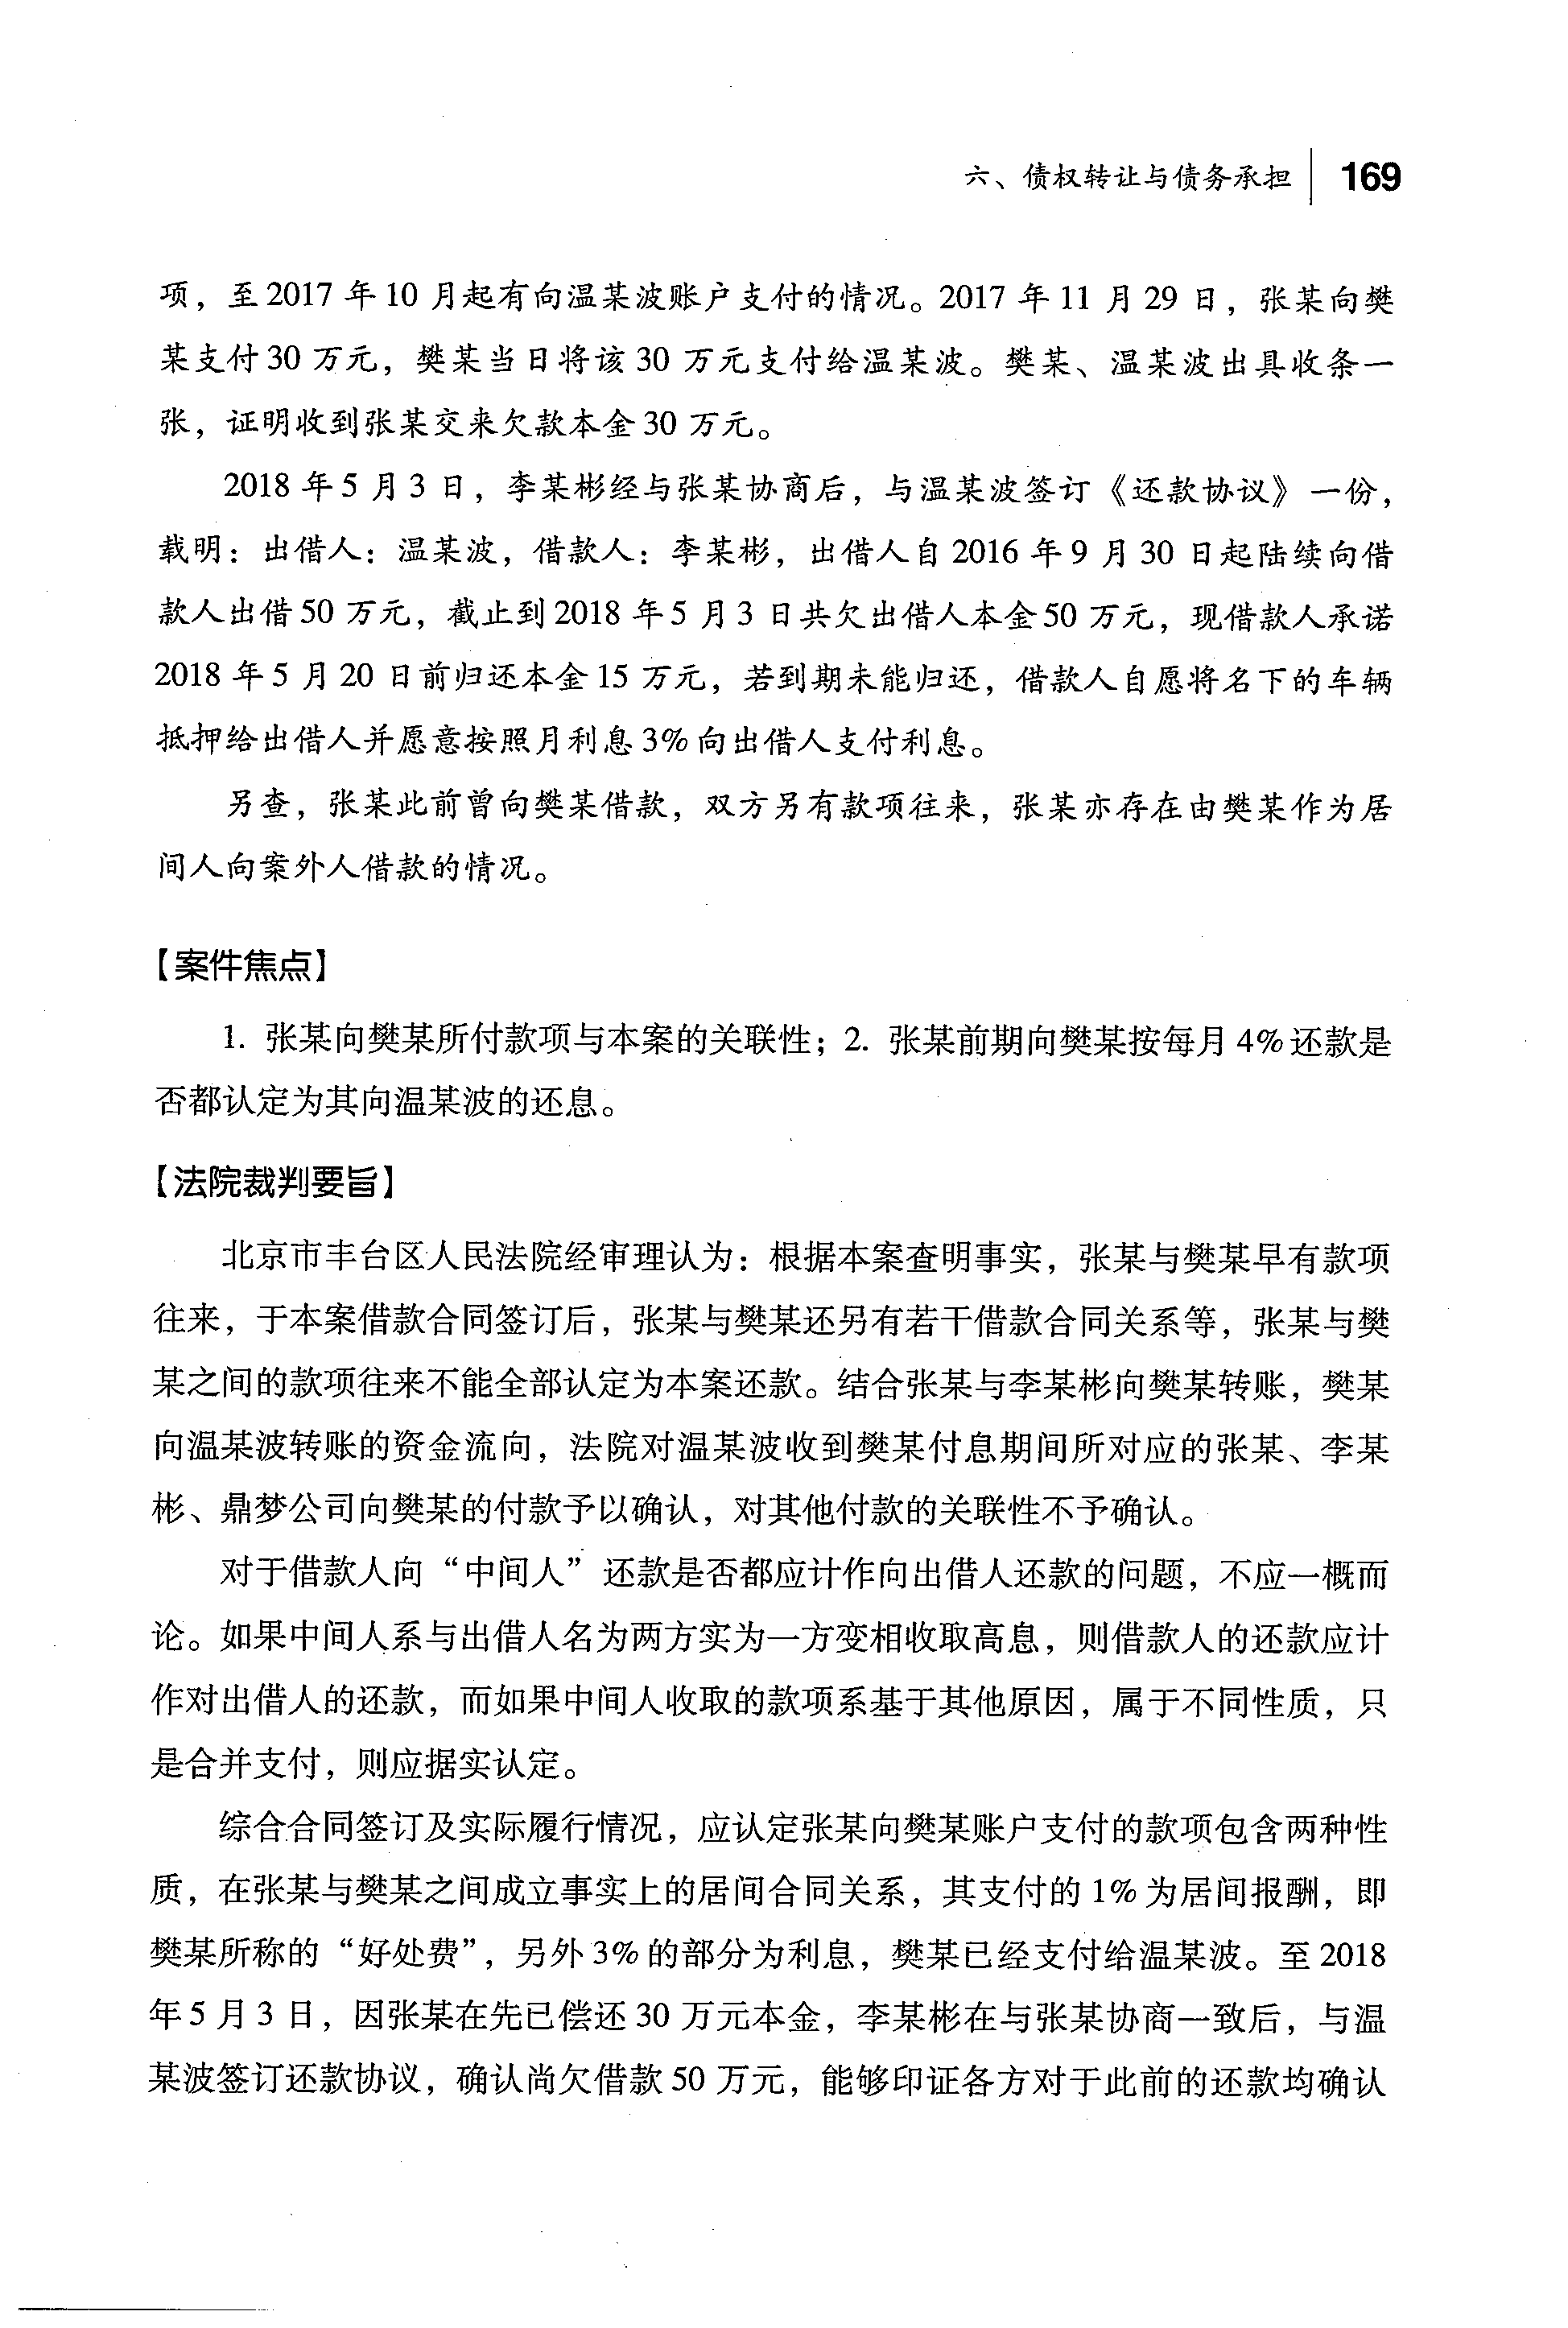 六、债权转让与债务承担 169
项，至2017 年 10 月起有向温某波账户支付的情况。2017 年 11 月 29 日，张某向樊
某支付30 万元，樊某当日将该 30 万元支付给温某波。樊某、温某波出具收条一
张，证明收到张某交来欠款本金30 万元。
2018 年 5 月 3 日，李某彬经与张某协商后，与温某波签订《还款协议》一份，
载明：出借人：温某波，借款人：李某彬，出借人自 2016 年 9 月 30 日起陆续向借
款人出借50 万元，截止到2018 年 5 月 3 日共欠出借人本金50 万元，现借款人承诺
2018 年 5 月 20 日前归还本金 15 万元，若到期未能归还，借款人自愿将名下的车辆
抵押给出借人并愿意按照月利息3%向出借人支付利息。
另查，张某此前曾向樊某借款，双方另有款项往来，张某亦存在由樊某作为居
间人向案外人借款的情况。
【案件焦点】
1. 张某向樊某所付款项与本案的关联性；2. 张某前期向樊某按每月 4%还款是
否都认定为其向温某波的还息。
【法院裁判要旨】
北京市丰台区人民法院经审理认为：根据本案查明事实，张某与樊某早有款项
往来，于本案借款合同签订后，张某与樊某还另有若干借款合同关系等，张某与樊
某之间的款项往来不能全部认定为本案还款。结合张某与李某彬向樊某转账，樊某
向温某波转账的资金流向，法院对温某波收到樊某付息期间所对应的张某、李某
彬、鼎梦公司向樊某的付款予以确认，对其他付款的关联性不予确认。
对于借款人向“中间人”还款是否都应计作向出借人还款的问题，不应一概而
论。如果中间人系与出借人名为两方实为一方变相收取高息，则借款人的还款应计
作对出借人的还款，而如果中间人收取的款项系基于其他原因，属于不同性质，只
是合并支付，则应据实认定。
综合合同签订及实际履行情况，应认定张某向樊某账户支付的款项包含两种性
质，在张某与樊某之间成立事实上的居间合同关系，其支付的 1%为居间报酬，即
樊某所称的“好处费”，另外3%的部分为利息，樊某已经支付给温某波。至 2018
年 5 月 3 日，因张某在先已偿还 30 万元本金，李某彬在与张某协商一致后，与温
某波签订还款协议，确认尚欠借款 50 万元，能够印证各方对于此前的还款均确认